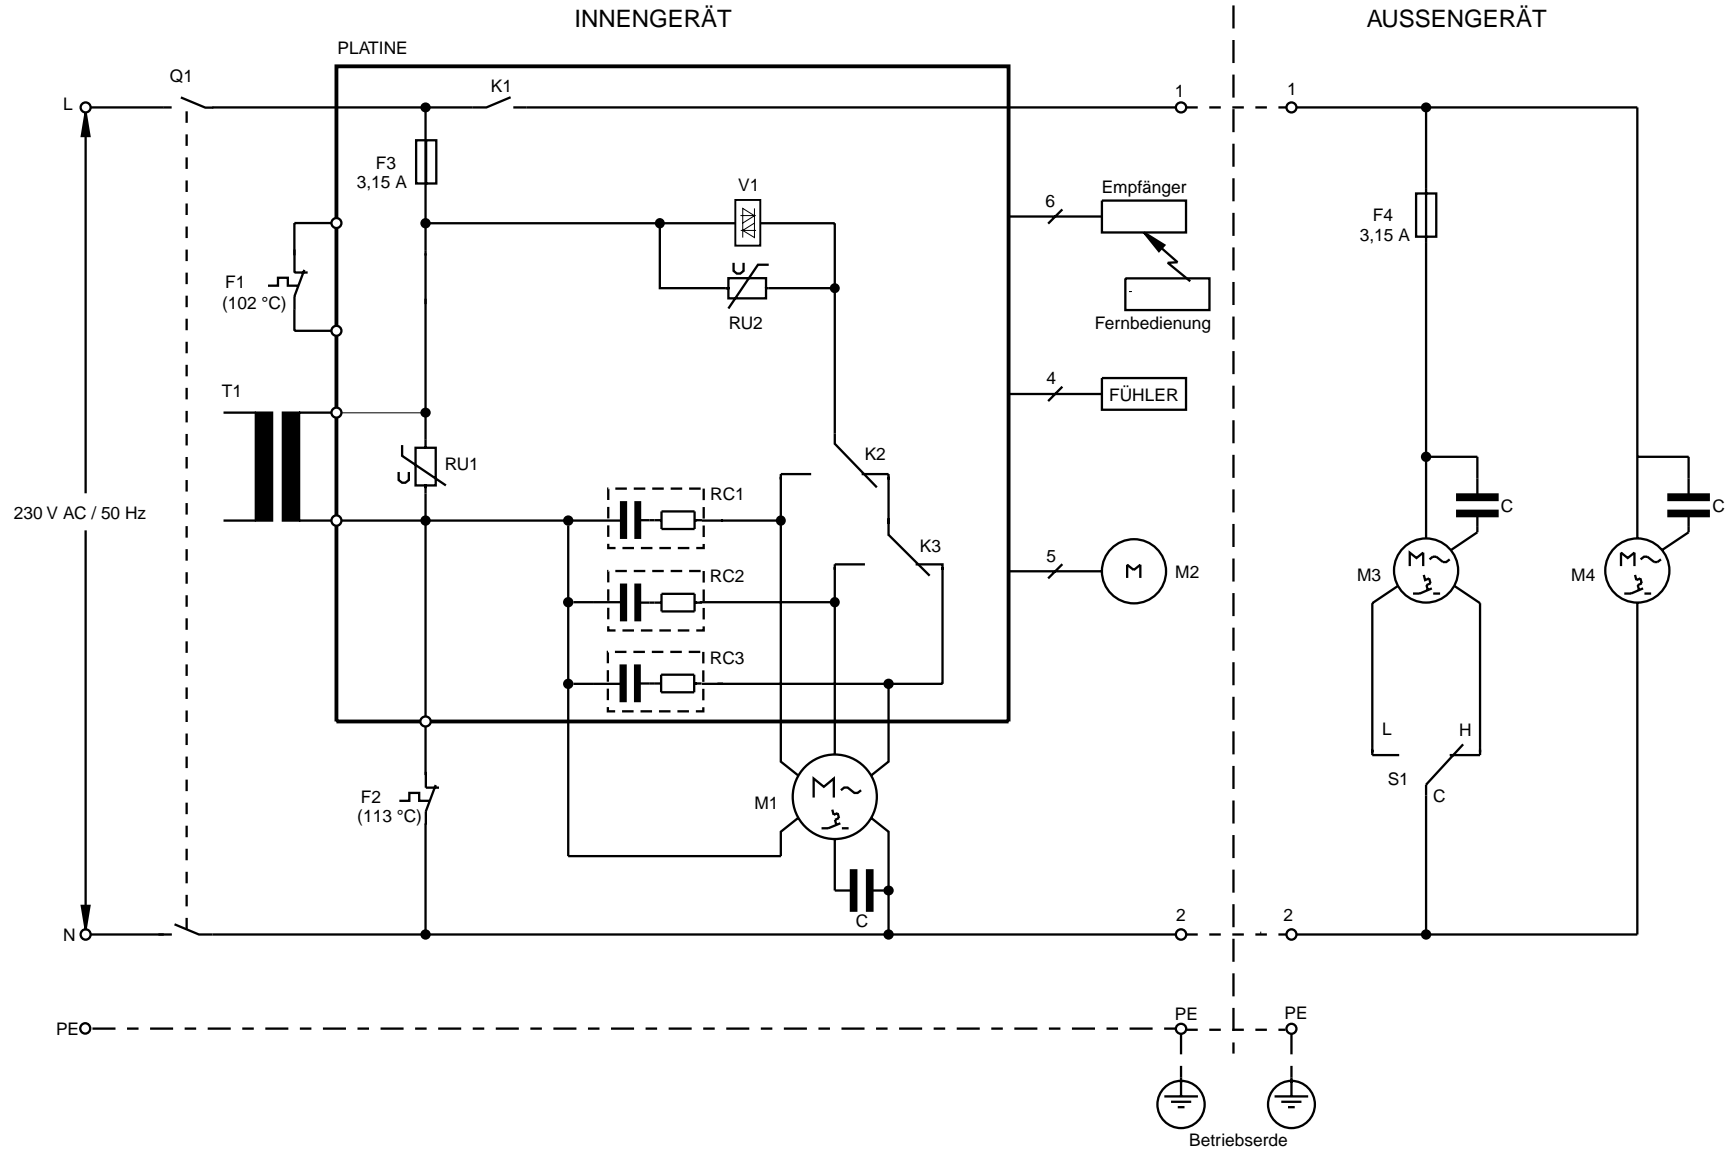 INNENGERÄT
AUSSENGERÄT
PLATINE
Q1
L
K1
1
1
F3
3,15 A
V1
6
Empfänger
F4
3,15 A
F1
(102 °C)
U
RU2
Fernbedienung
T1
4
FÜHLER
U
RU1
K2
230 V AC / 50 Hz
RC1
C
C
K3
RC2
5
M
M2
M3
M
M4
M
RC3
L
H
S1
C
F2
(113 °C)
M1
M
C
N
2
2
PE
PE
PE
Betriebserde